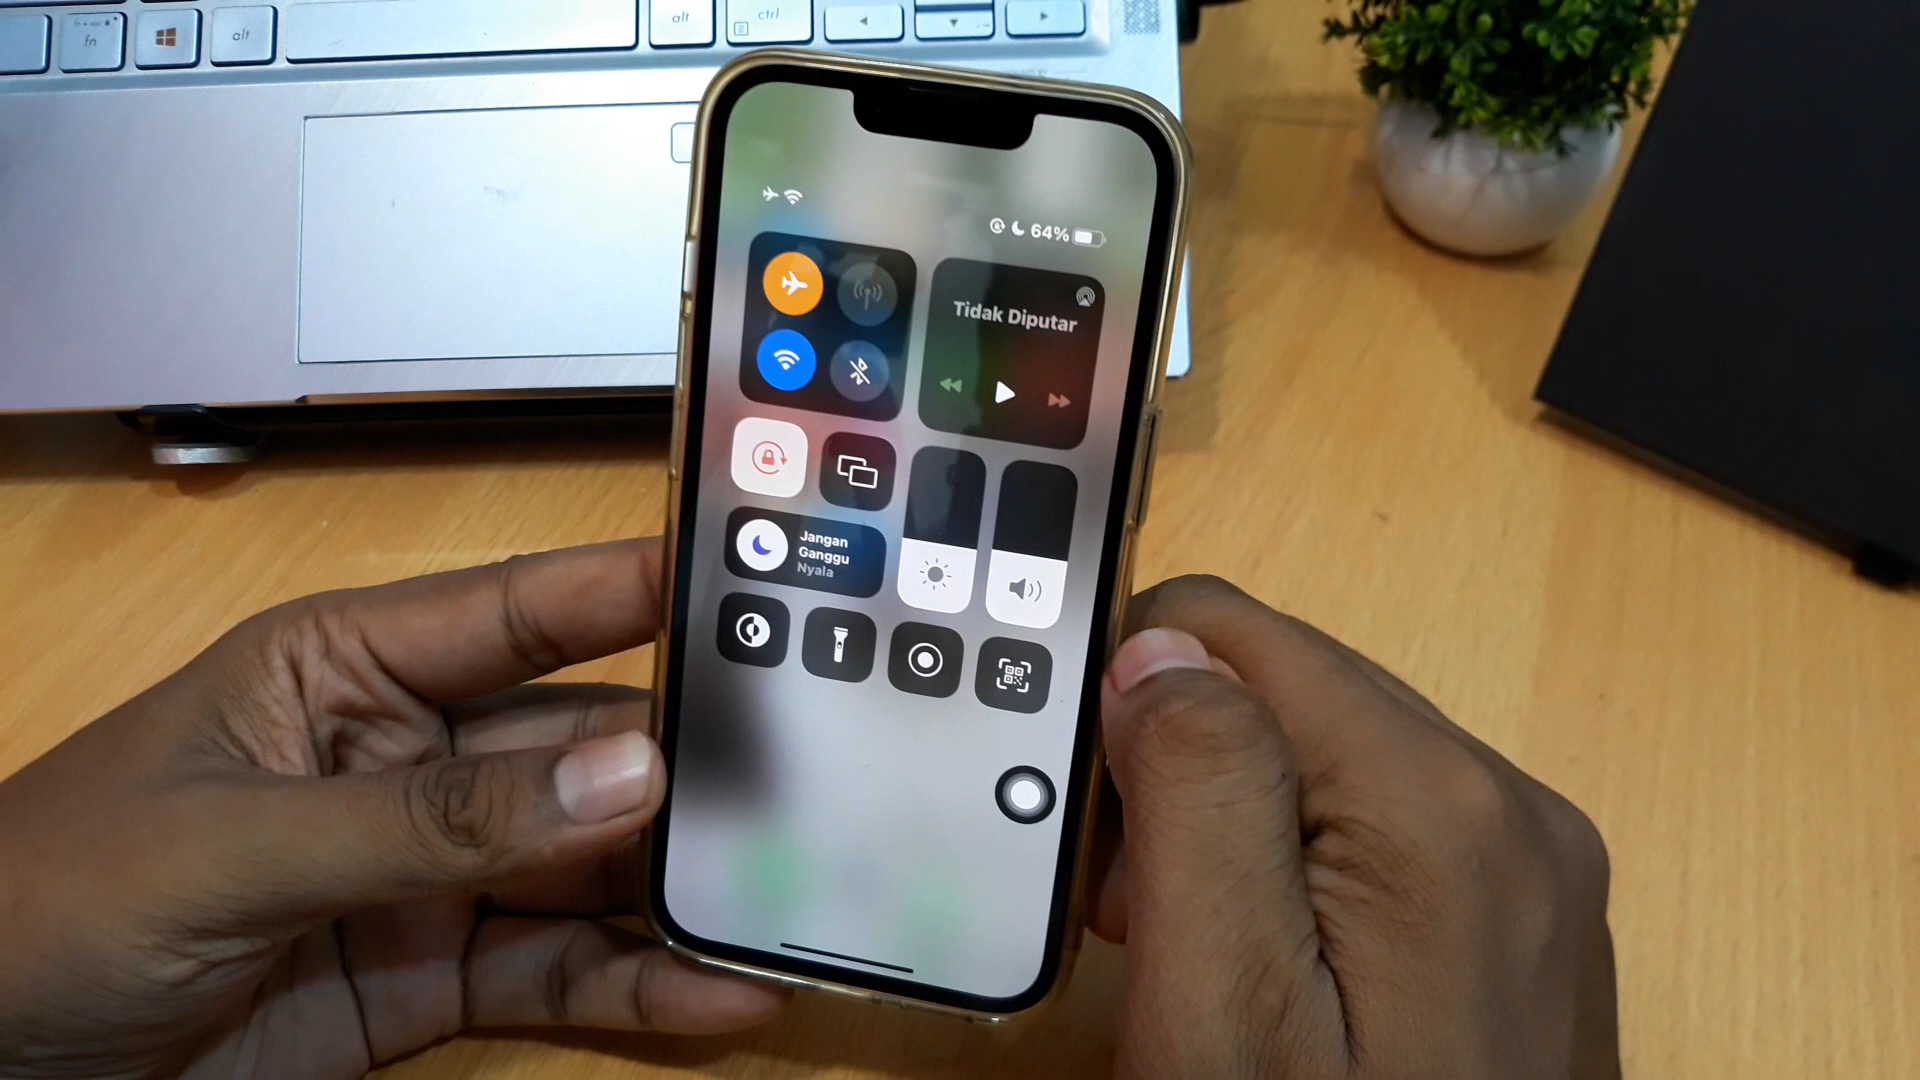 fn
alt
alt
ctrl
64%
Tidak Diputar
Jangan
Ganggu
Nyala